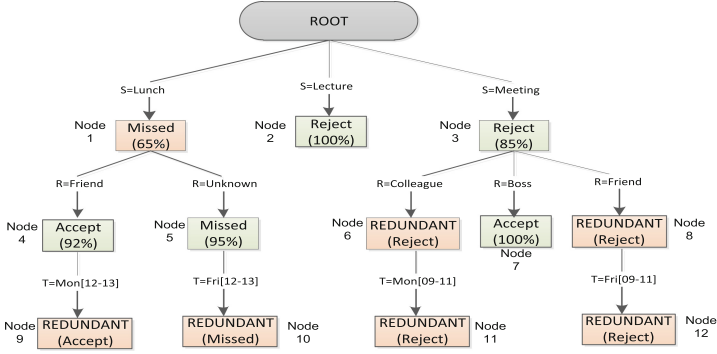 ROOT
S=Lunch
S=Lecture
S=Meeting
Node 1
Missed
(65%)
Node 2
Reject
(100%)
Node 3
Reject
(85%)
R=Friend
R=Unknown
R=Colleague
R=Boss
R=Friend
Node 4
Accept
(92%)
Node 5
Missed
(95%)
Node 6
REDUNDANT
(Reject)
Accept
(100%)
Node 7
REDUNDANT
(Reject)
Node 8
T=Mon[12-13]
T=Fri[12-13]
T=Mon[09-11]
T=Fri[09-11]
Node 9
REDUNDANT
(Accept)
REDUNDANT
(Missed)
Node 10
REDUNDANT
(Reject)
Node 11
REDUNDANT
(Reject)
Node 12